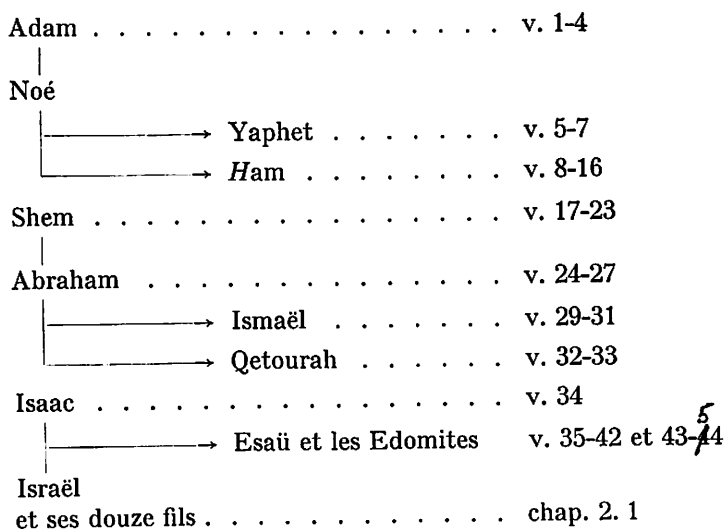 Adam . . . . . . . . . . . . . . . . v. 1-4
Noé
Yaphet . . . . . . . v. 5-7
Ham . . . . . . . . v. 8-16
Shem . . . . . . . . . . . . . . . . v. 17-23
Abraham . . . . . . . . . . . . . . v. 24-27
Ismaël . . . . . . . v. 29-31
Qetourah . . . . . . v. 32-33
Isaac . . . . . . . . . . . . . . . . v. 34
Esaü et les Edomites v. 35-42 et 43-54
Israël
et ses douze fils . . . . . . . . . . . . chap. 2. 1